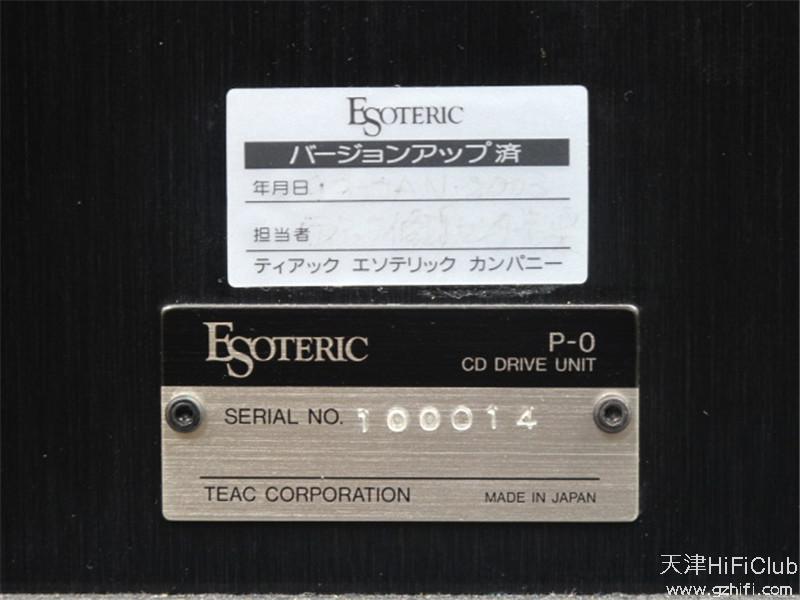 ESOTERIC
バージョンアップ済
年月日・
担当者
ティアック エソテリック カンパニー
ESOTERIC
P-0
CD DRIVE UNIT
SERIAL NO. 100014
TEAC CORPORATION MADE IN JAPAN
天津HiFiClub
www.gzhifi.com